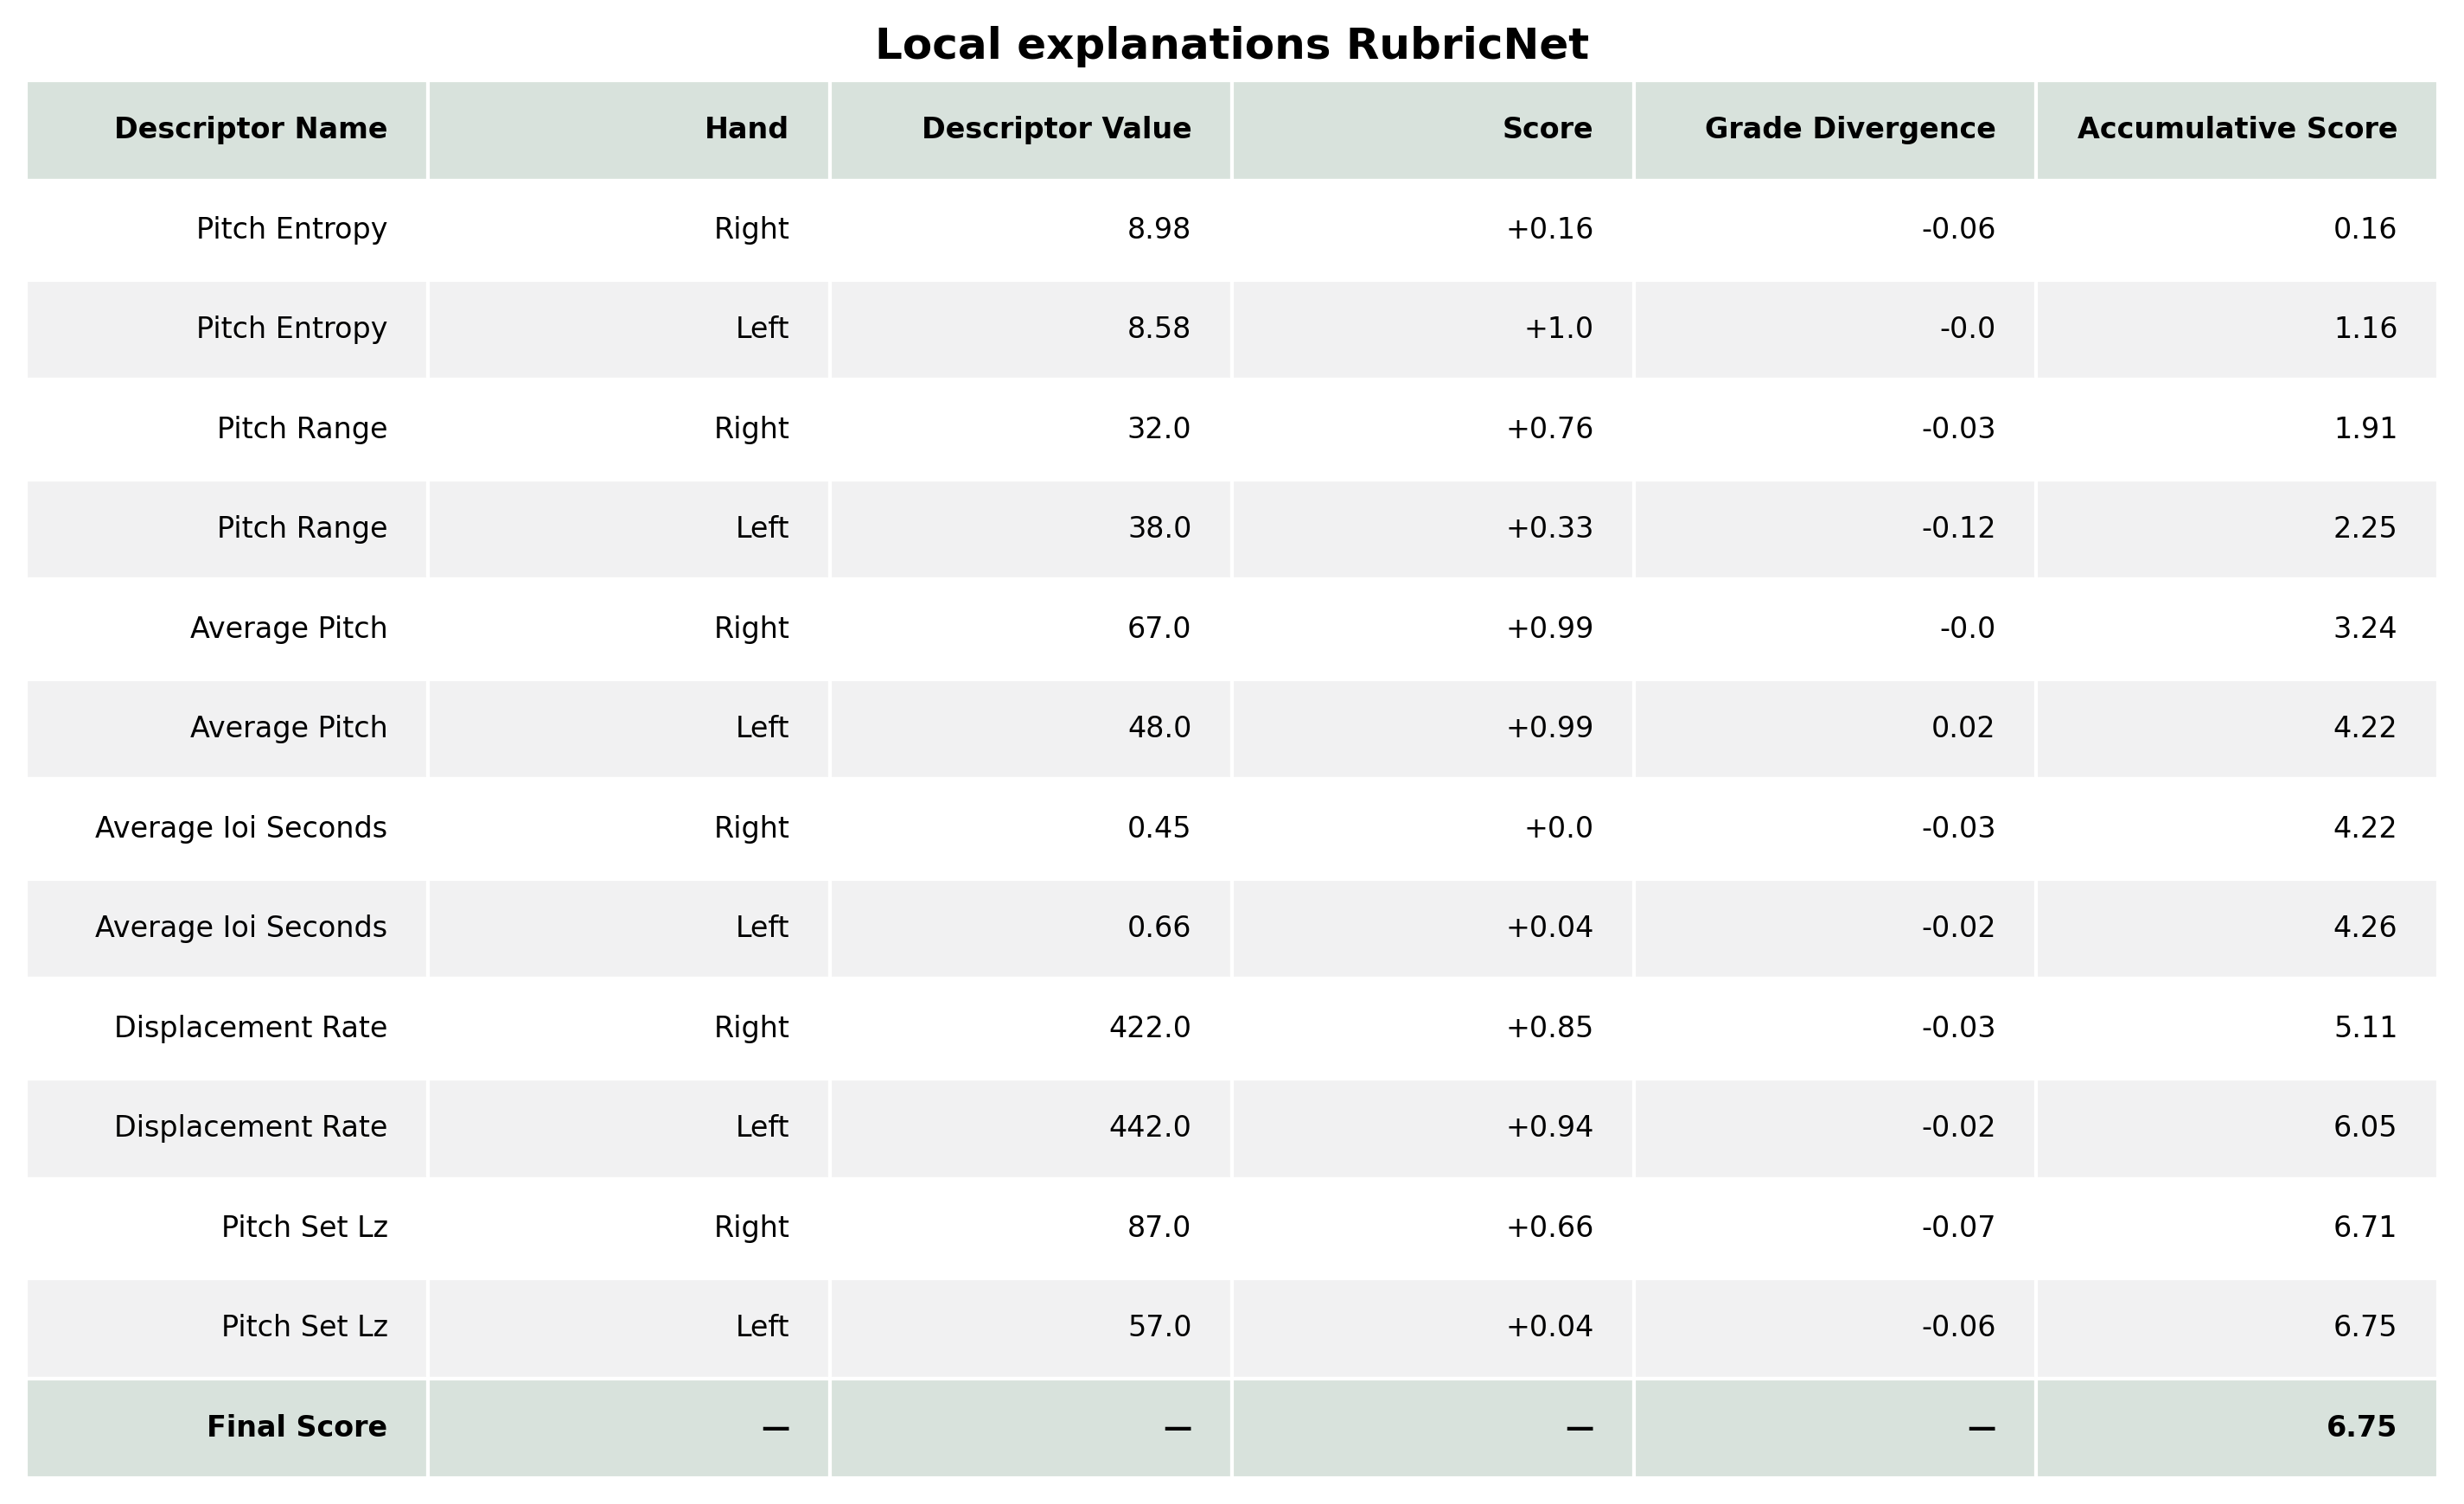 Local explanations RubricNet
Descriptor Name Hand Descriptor Value Score Grade Divergence Accumulative Score
Pitch Entropy Right 8.98 +0.16 -0.06 0.16
Pitch Entropy Left 8.58 +1.0 -0.0 1.16
Pitch Range Right 32.0 +0.76 -0.03 1.91
Pitch Range Left 38.0 +0.33 -0.12 2.25
Average Pitch Right 67.0 +0.99 -0.0 3.24
Average Pitch Left 48.0 +0.99 0.02 4.22
Average Ioi Seconds Right 0.45 +0.0 -0.03 4.22
Average Ioi Seconds Left 0.66 +0.04 -0.02 4.26
Displacement Rate Right 422.0 +0.85 -0.03 5.11
Displacement Rate Left 442.0 +0.94 -0.02 6.05
Pitch Set Lz Right 87.0 +0.66 -0.07 6.71
Pitch Set Lz Left 57.0 +0.04 -0.06 6.75
Final Score — — — — 6.75